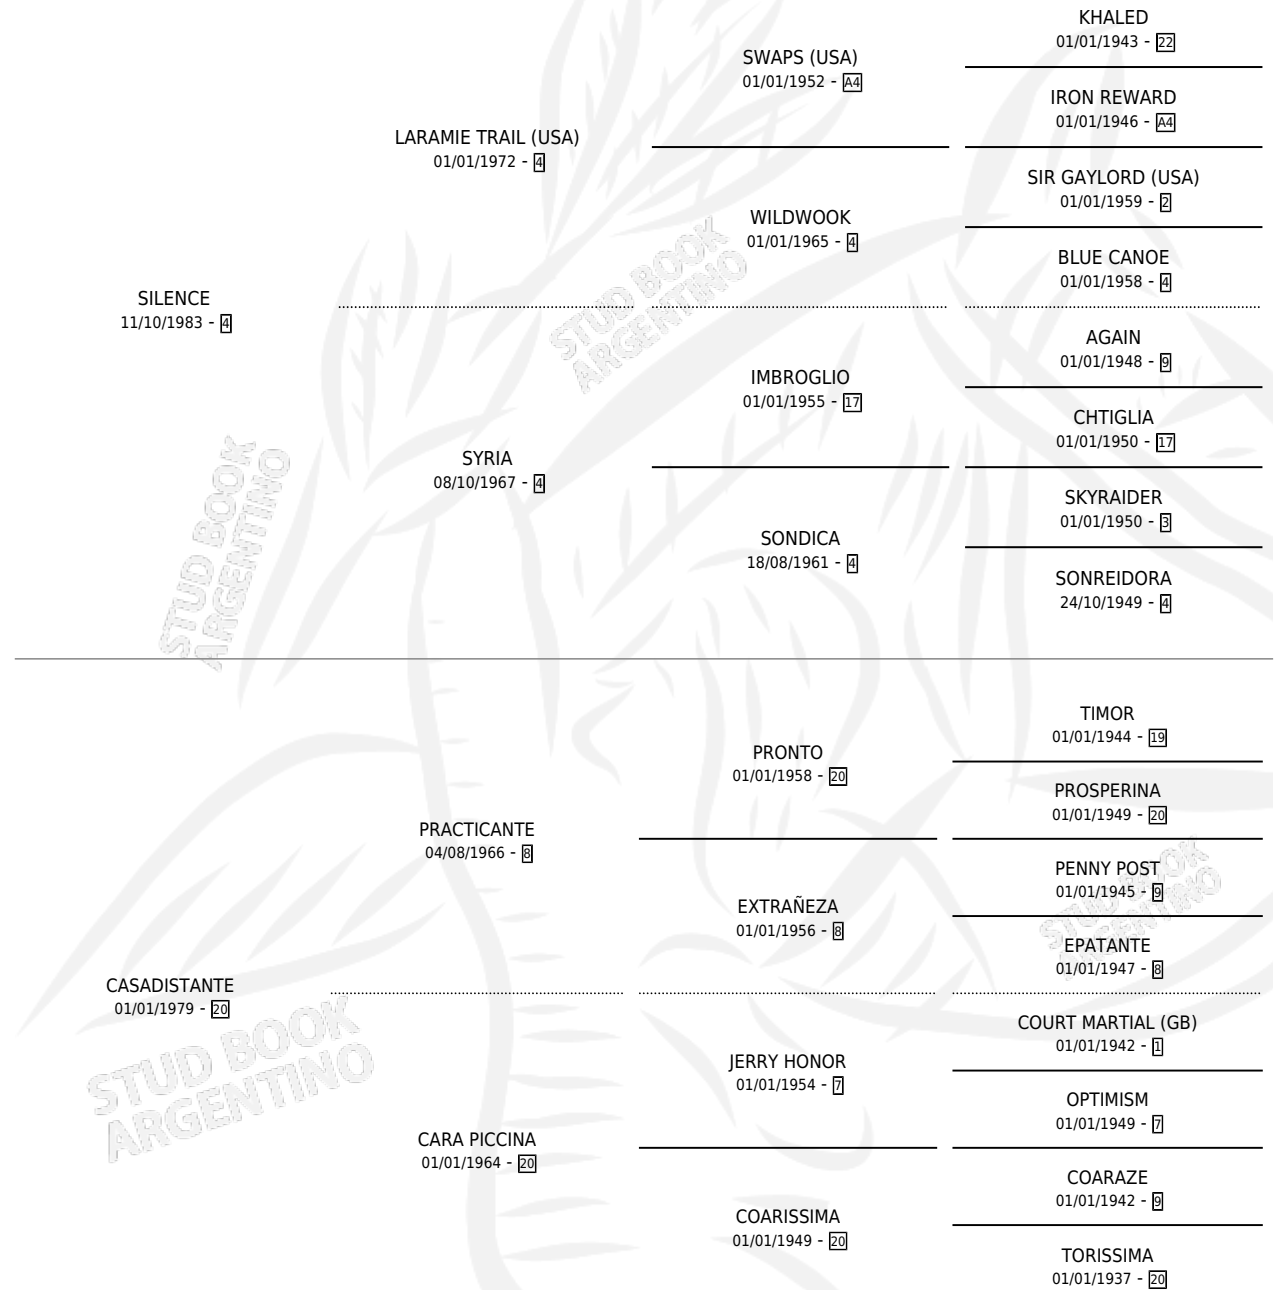 KHALED
01/01/1943 - 22
SWAPS (USA)
01/01/1952 - A4
IRON REWARD
01/01/1946 - A4
LARAMIE TRAIL (USA)
01/01/1972 - 4
SIR GAYLORD (USA)
01/01/1959 - 2
WILDWOOK
01/01/1965 - 4
BLUE CANOE
01/01/1958 - 4
SILENCE
11/10/1983 - 4
STUD BOOK
ARGENTINO
AGAIN
01/01/1948 - 9
IMBROGLIO
01/01/1955 - 17
CHTIGLIA
01/01/1950 - 17
SYRIA
08/10/1967 - 4
SKYRAIDER
01/01/1950 - 3
SONDICA
18/08/1961 - 4
SONREIDORA
24/10/1949 - 4
STUD BOOK
ARGENTINO
TIMOR
01/01/1944 - 19
PRONTO
01/01/1958 - 20
PROSPERINA
01/01/1949 - 20
PRACTICANTE
04/08/1966 - 8
PENNY POST
01/01/1945 - 9
EXTRAÑEZA
01/01/1956 - 8
STUD BOOK
ARGENTINO
EPATANTE
01/01/1947 - 8
CASADISTANTE
01/01/1979 - 20
STUD BOOK
ARGENTINO
COURT MARTIAL (GB)
01/01/1942 - 1
JERRY HONOR
01/01/1954 - 7
OPTIMISM
01/01/1949 - 7
CARA PICCINA
01/01/1964 - 20
COARAZE
01/01/1942 - 9
COARISSIMA
01/01/1949 - 20
TORISSIMA
01/01/1937 - 20